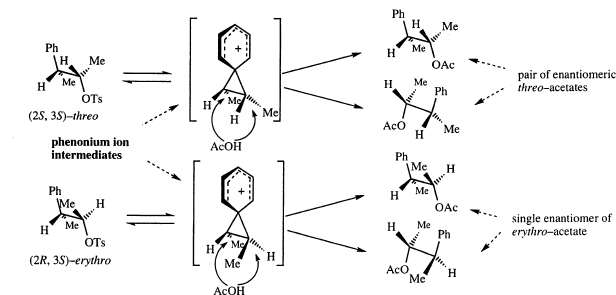 Ph
H
Me
Me
OTs
(2S, 3S)–threo
+
H
Me
H
Me
AcOH
Ph
H
Me
Me
H
OAc
H
Me
Ph
AcO
H
Me
pair of enantiomeric
threo–acetates
phenonium ion
intermediates
Ph
Me
H
H
Me
OTs
(2R, 3S)–erythro
+
H
Me
Me
H
AcOH
Ph
Me
H
H
Me
OAc
H
Me
Ph
AcO
Me
H
single enantiomer of
erythro–acetate